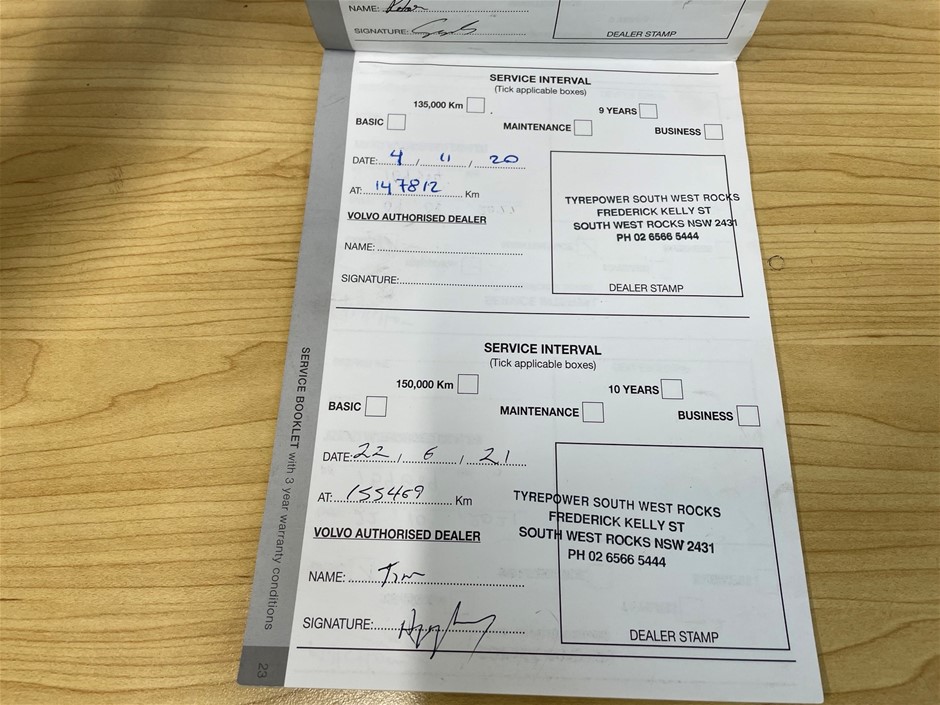 NAME:
SIGNATURE:
DEALER STAMP
SERVICE INTERVAL
(Tick applicable boxes)
135,000 Km
9 YEARS
BASIC
MAINTENANCE
BUSINESS
DATE: 4 / 11 / 20
AT: 147812 Km
VOLVO AUTHORISED DEALER
NAME:
SIGNATURE:
TYREPOWER SOUTH WEST ROCKS
FREDERICK KELLY ST
SOUTH WEST ROCKS NSW 2431
PH 02 6566 5444
DEALER STAMP
SERVICE INTERVAL
(Tick applicable boxes)
150,000 Km
10 YEARS
BASIC
MAINTENANCE
BUSINESS
DATE: 22 / 6 / 21
AT: 155469 Km
VOLVO AUTHORISED DEALER
NAME:
SIGNATURE:
TYREPOWER SOUTH WEST ROCKS
FREDERICK KELLY ST
SOUTH WEST ROCKS NSW 2431
PH 02 6566 5444
DEALER STAMP
SERVICE BOOKLET with 3 year warranty conditions
23